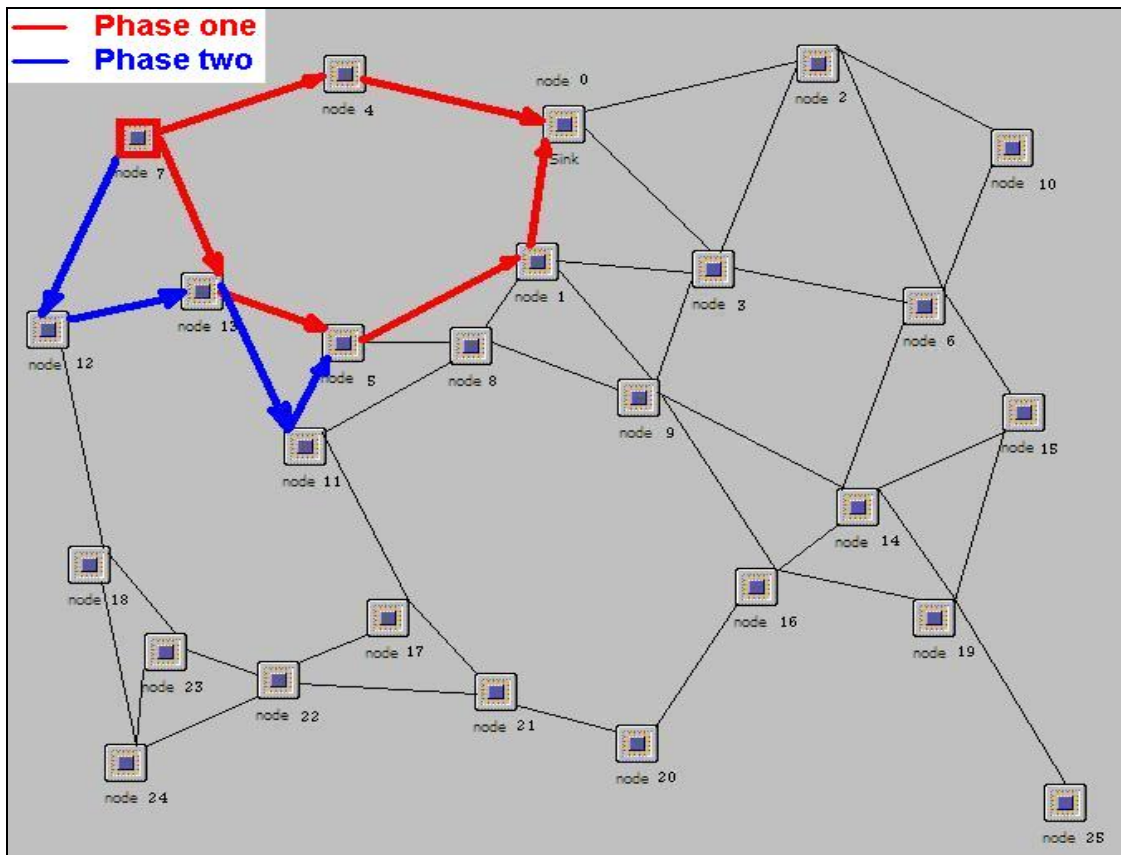 Phase one
Phase two
node 0
Sink
node 4
node 2
node 10
node 7
node 1
node 3
node 13
node 6
node 12
node 5
node 8
node 9
node 15
node 11
node 14
node 18
node 17
node 16
node 19
node 23
node 22
node 21
node 20
node 24
node 25